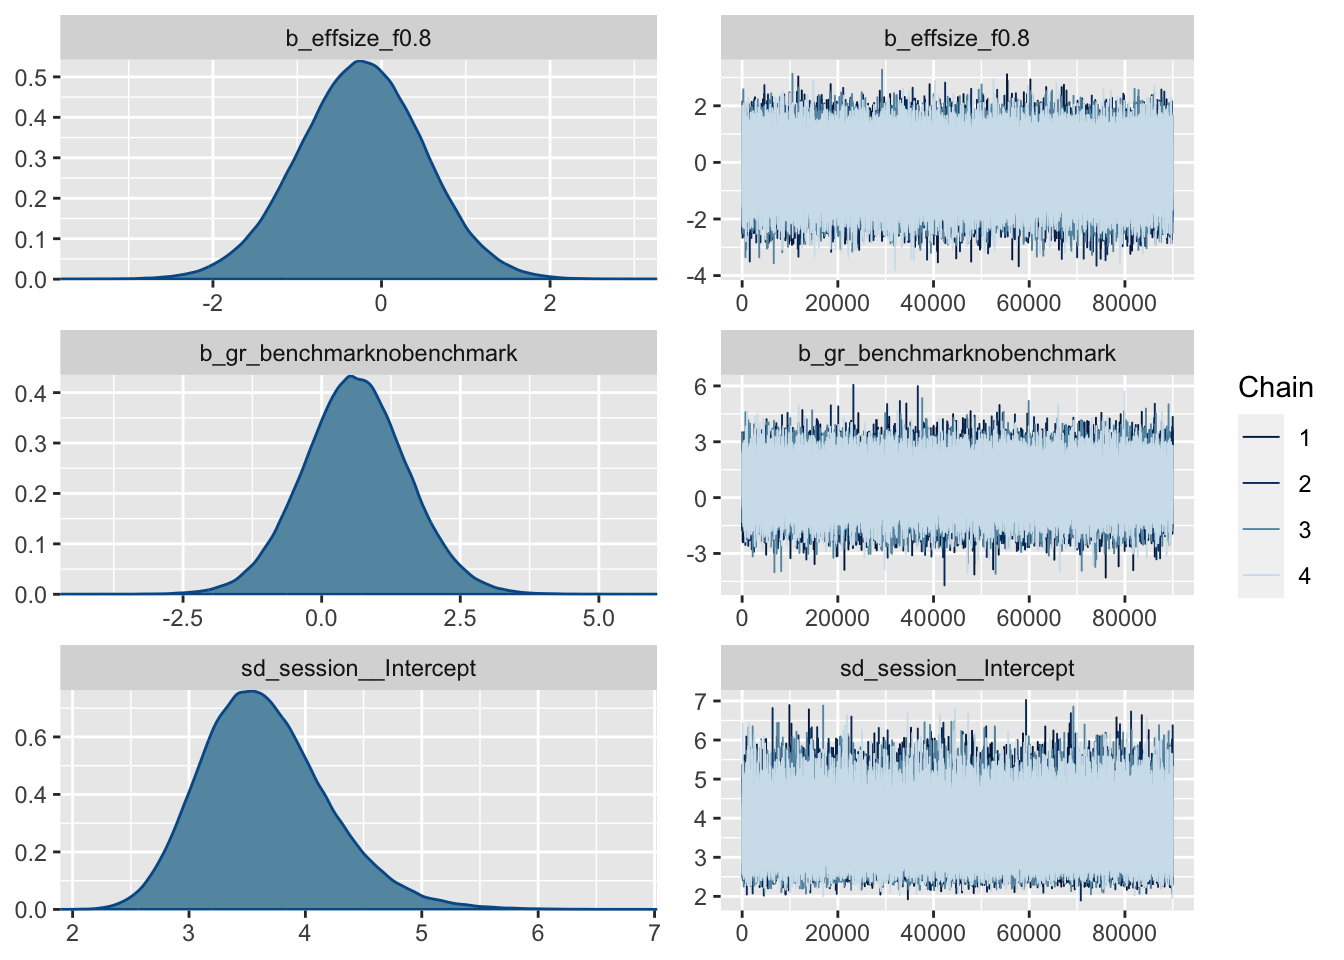 b_effsize_f0.8
0.5
0.4
0.3
0.2
0.1
0.0
-2 0 2
b_effsize_f0.8
2
0
-2
-4
0 20000 40000 60000 80000
b_gr_benchmarknobenchmark
0.4
0.3
0.2
0.1
0.0
-2.5 0.0 2.5 5.0
b_gr_benchmarknobenchmark
6
3
0
-3
0 20000 40000 60000 80000
sd_session__Intercept
0.6
0.4
0.2
0.0
2 3 4 5 6 7
sd_session__Intercept
7
6
5
4
3
2
0 20000 40000 60000 80000
Chain
1
2
3
4